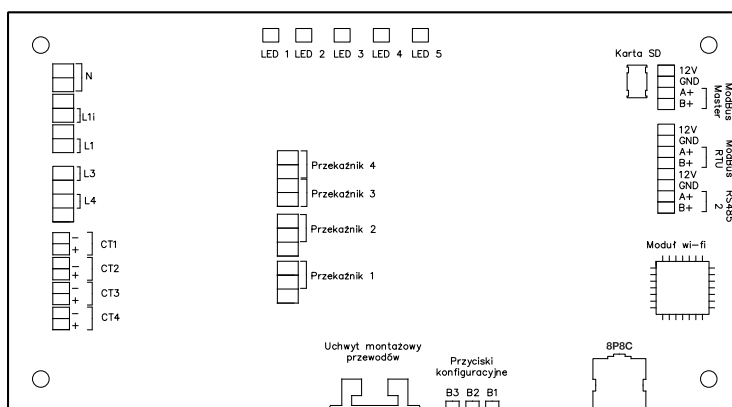 LED 1 LED 2 LED 3 LED 4 LED 5
Karta SD
N
L1i
L1
L3
L4
- CT1
+
- CT2
+
- CT3
+
- CT4
+
Przekaźnik 4
Przekaźnik 3
Przekaźnik 2
Przekaźnik 1
12V
GND
A+
B+
ModBus
Master
12V
GND
A+
B+
ModBus
RTU
12V
GND
A+
B+
RS485
2
Moduł wi-fi
Uchwyt montażowy
przewodów
Przyciski
konfiguracyjne
B3 B2 B1
8P8C